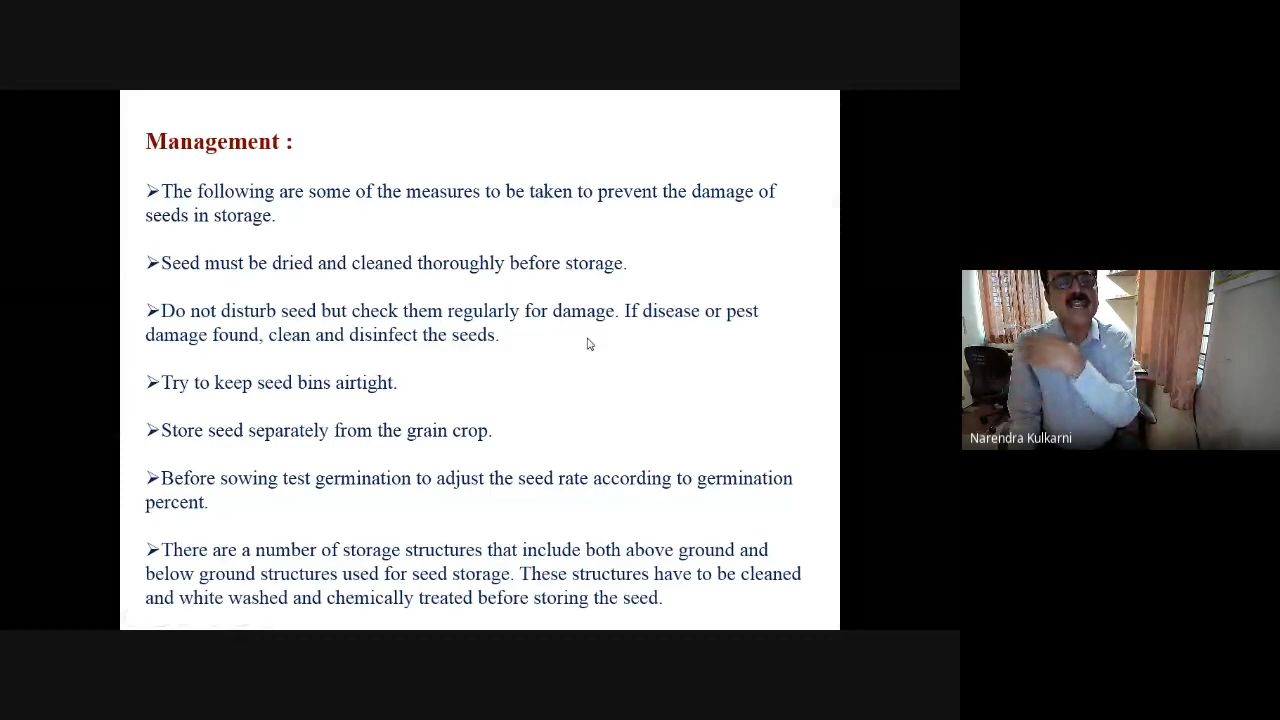 Management :
➢The following are some of the measures to be taken to prevent the damage of
seeds in storage.
➢Seed must be dried and cleaned thoroughly before storage.
➢Do not disturb seed but check them regularly for damage. If disease or pest
damage found, clean and disinfect the seeds.
➢Try to keep seed bins airtight.
➢Store seed separately from the grain crop.
➢Before sowing test germination to adjust the seed rate according to germination
percent.
➢There are a number of storage structures that include both above ground and
below ground structures used for seed storage. These structures have to be cleaned
and white washed and chemically treated before storing the seed.
Narendra Kulkarni